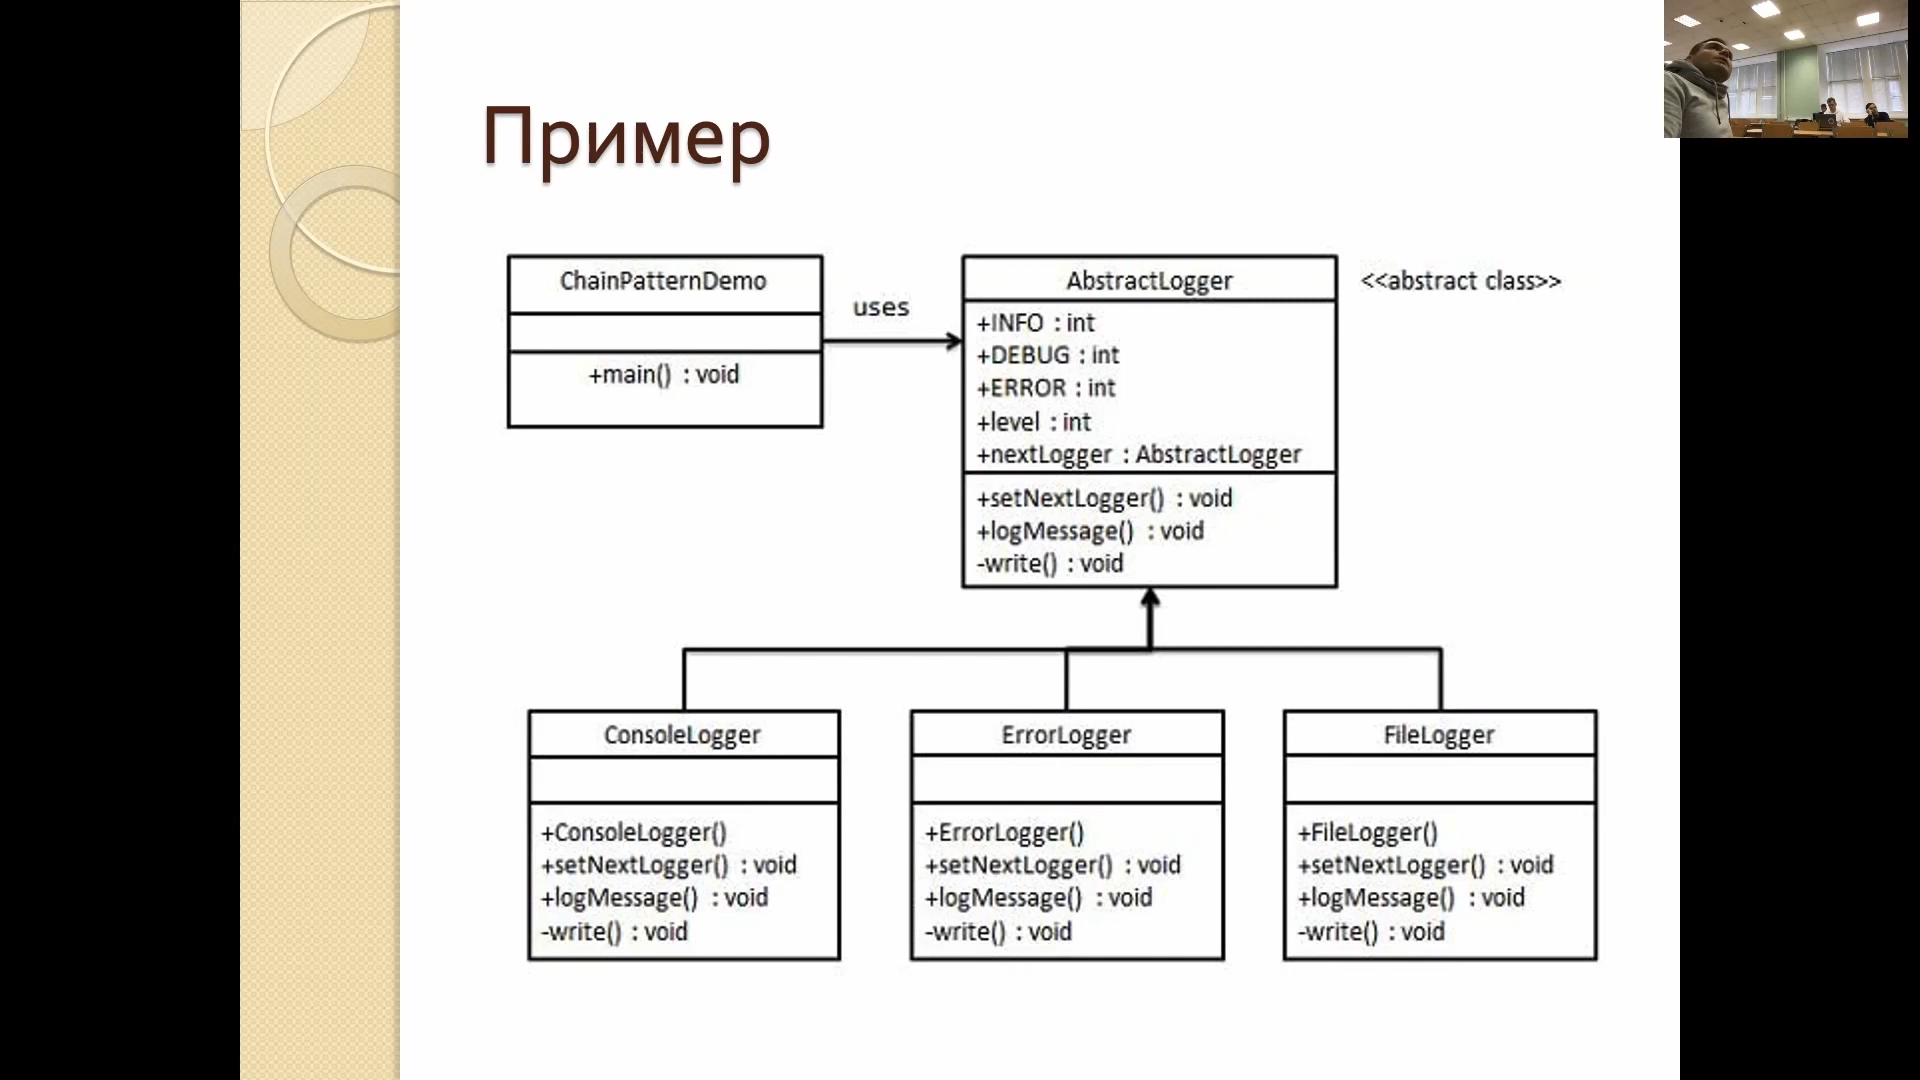 Пример
ChainPatternDemo
+main() : void
uses
AbstractLogger
<<abstract class>>
+INFO : int
+DEBUG : int
+ERROR : int
+level : int
+nextLogger : AbstractLogger
+setNextLogger() : void
+logMessage() : void
-write() : void
ConsoleLogger
+ConsoleLogger()
+setNextLogger() : void
+logMessage() : void
-write() : void
ErrorLogger
+ErrorLogger()
+setNextLogger() : void
+logMessage() : void
-write() : void
FileLogger
+FileLogger()
+setNextLogger() : void
+logMessage() : void
-write() : void